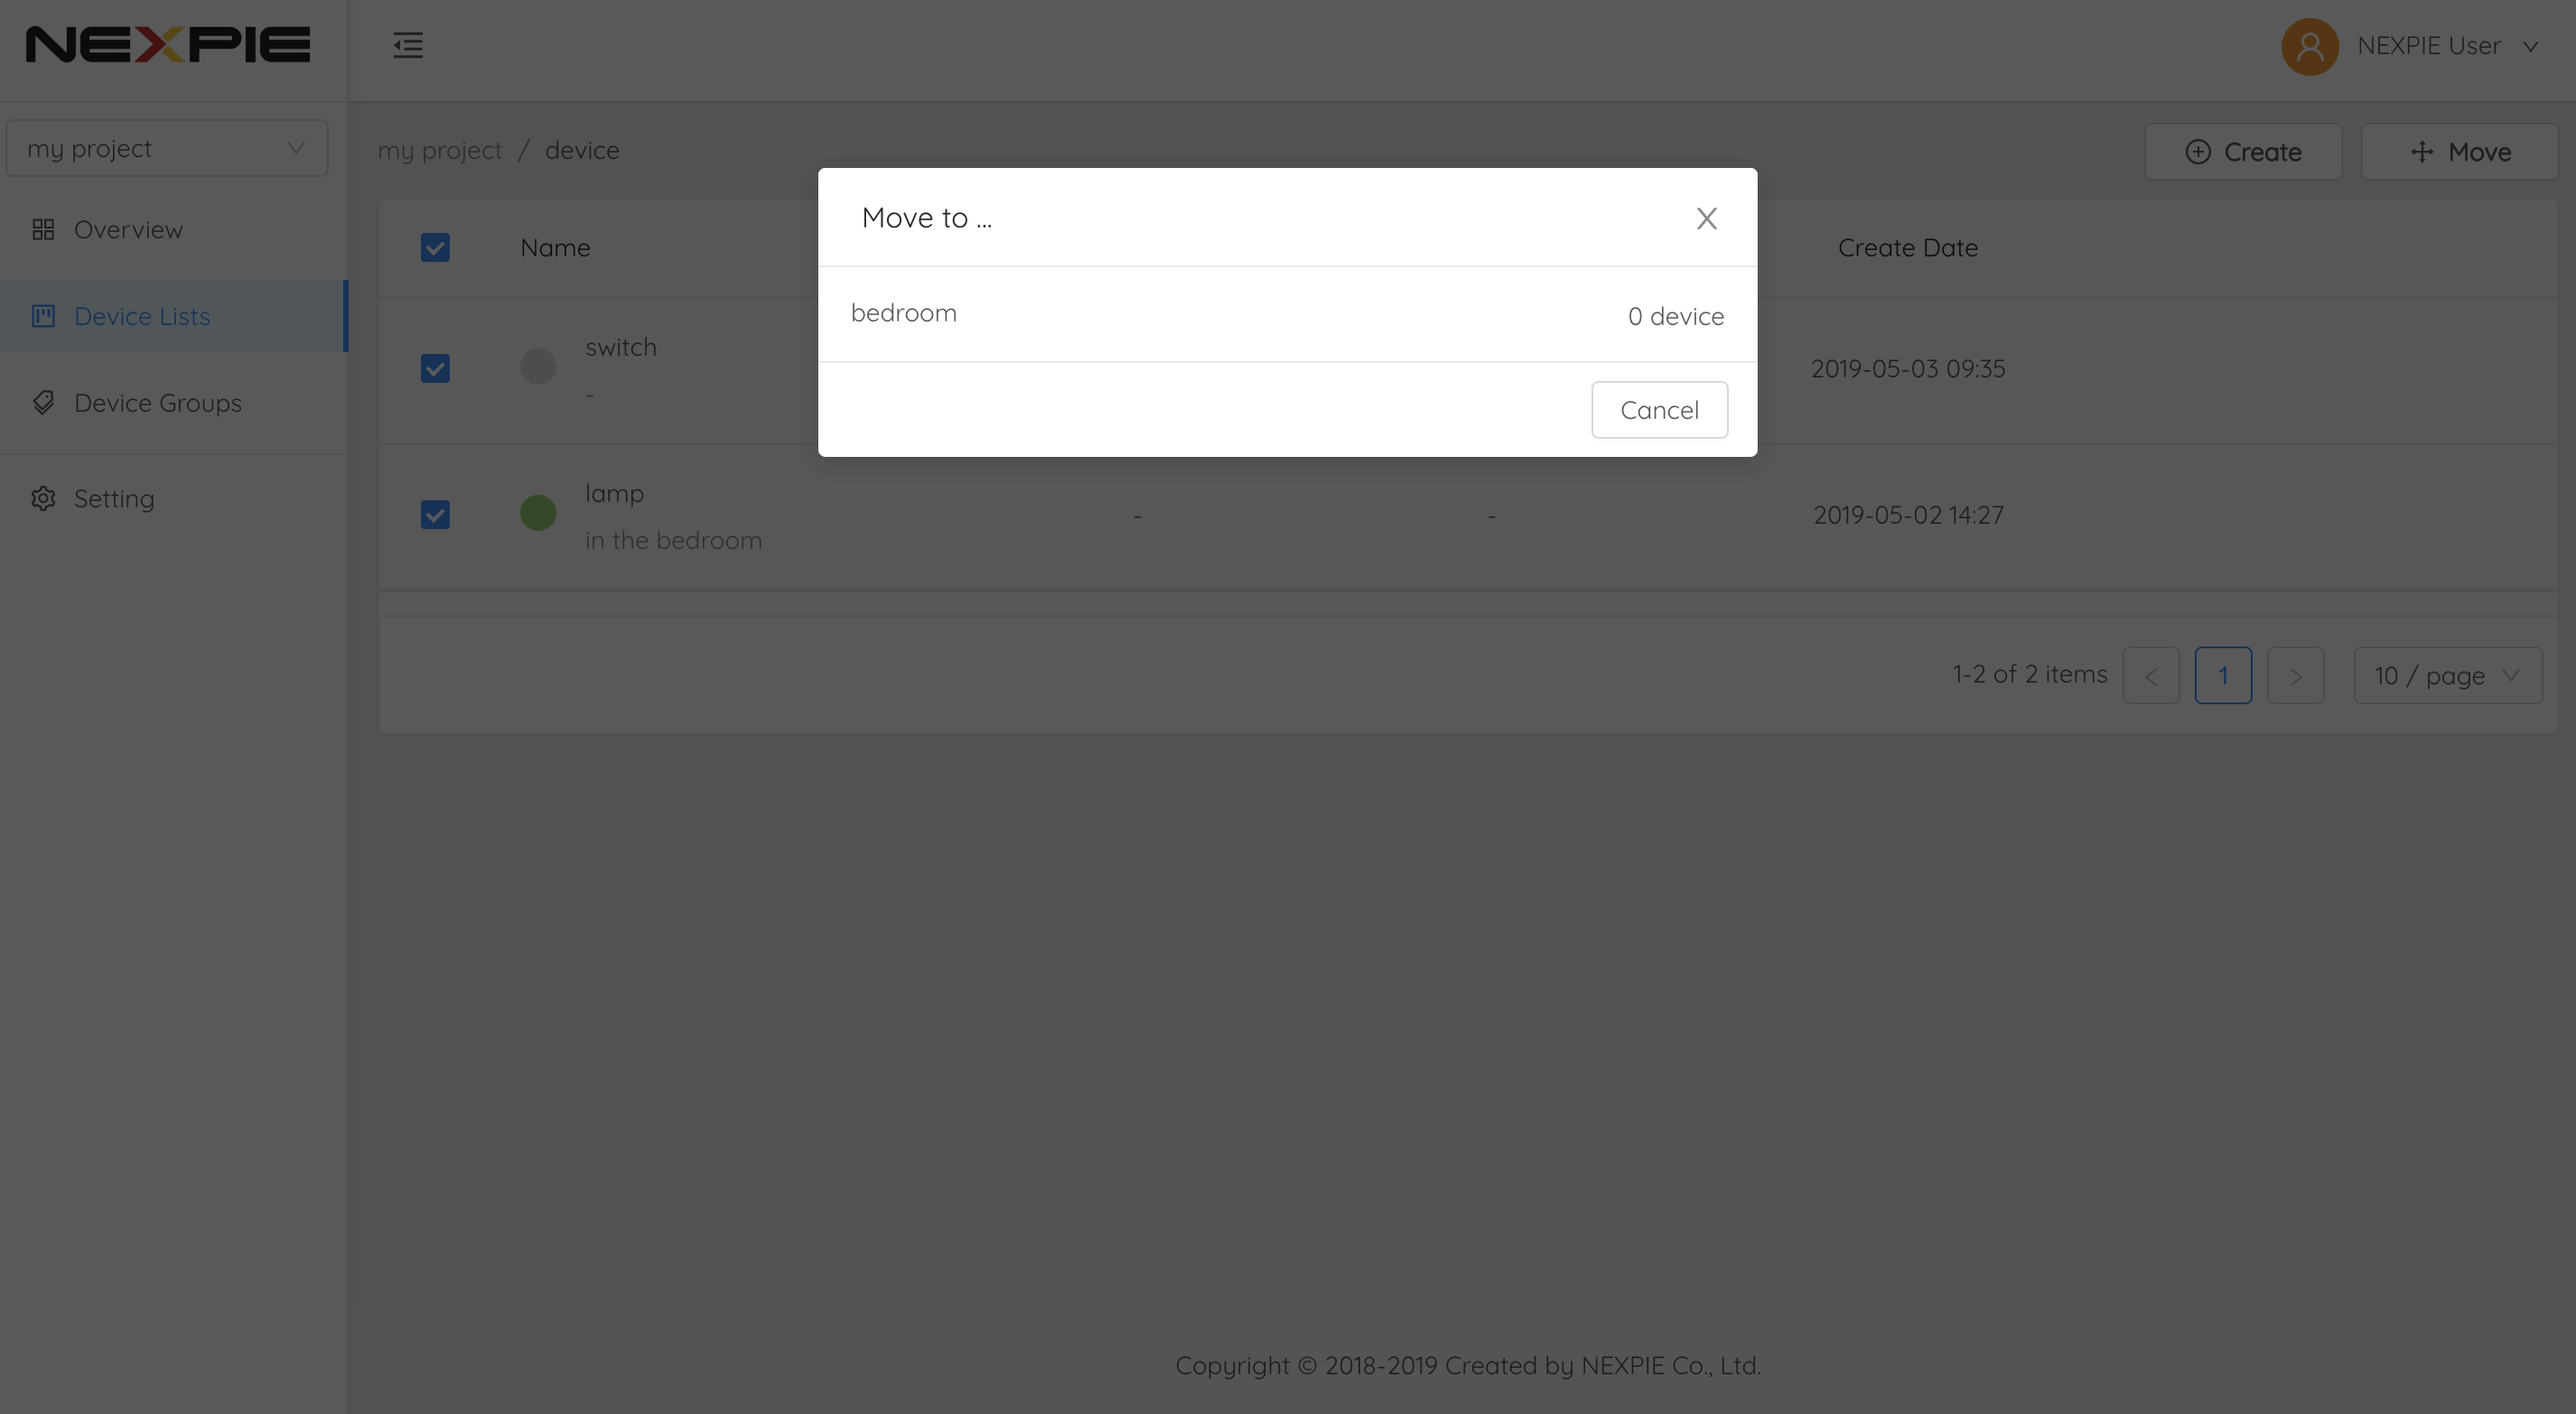 NEXPIE
NEXPIE User
my project
my project / device
Create
Move
Overview
Device Lists
Device Groups
Setting
Name
Create Date
switch
-
2019-05-03 09:35
lamp
in the bedroom
-
-
2019-05-02 14:27
Move to ...
X
bedroom
0 device
Cancel
1-2 of 2 items
<
1
>
10 / page
Copyright © 2018-2019 Created by NEXPIE Co., Ltd.